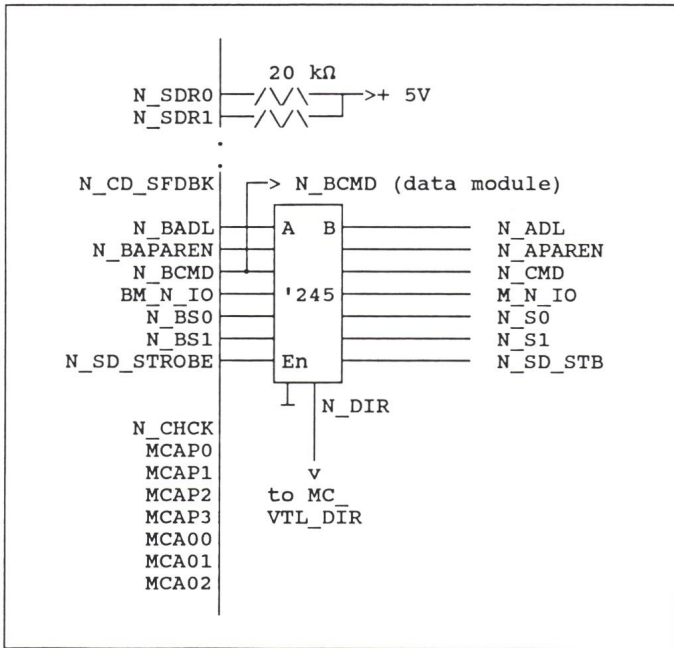 20 kΩ
N_SDR0 >+ 5V
N_SDR1
N_CD_SFDBK > N_BCMD (data module)
N_BADL A B N_ADL
N_BAPAREN N_APAREN
N_BCMD N_CMD
BM_N_IO '245 M_N_IO
N_BS0 N_S0
N_BS1 N_S1
N_SD_STROBE En N_SD_STB
N_DIR
N_CHCK
MCAP0
MCAP1 v
MCAP2 to MC_
MCAP3 VTL_DIR
MCA00
MCA01
MCA02